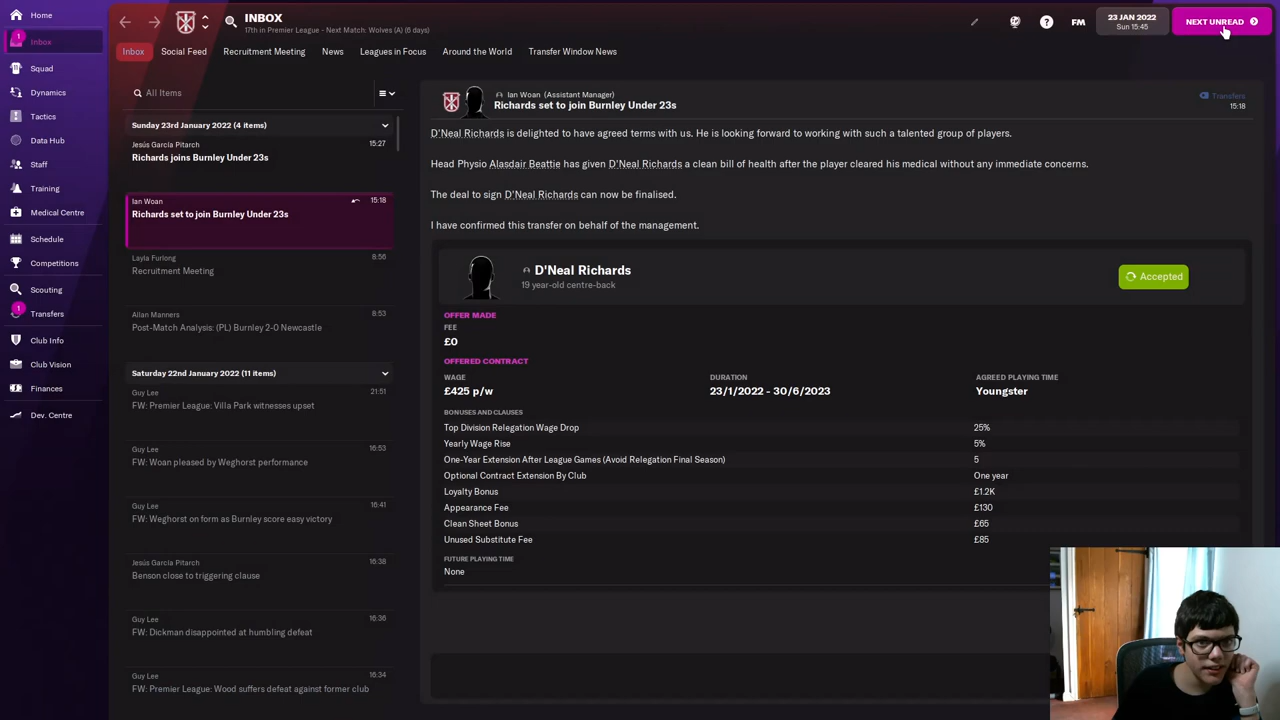 Home
1
Inbox
Squad
Dynamics
Tactics
Data Hub
Staff
Training
Medical Centre
Schedule
Competitions
Scouting
1
Transfers
Club Info
Club Vision
Finances
Dev. Centre
INBOX
17th in Premier League - Next Match: Wolves (A) (6 days)
?
FM
23 JAN 2022
Sun 15:45
NEXT UNREAD
Inbox
Social Feed
Recruitment Meeting
News
Leagues in Focus
Around the World
Transfer Window News
All Items
Sunday 23rd January 2022 (4 items)
Jesús García Pitarch
15:27
Richards joins Burnley Under 23s
Ian Woan
15:18
Richards set to join Burnley Under 23s
Layla Furlong
8:56
Recruitment Meeting
Allan Manners
8:53
Post-Match Analysis: (PL) Burnley 2-0 Newcastle
Saturday 22nd January 2022 (11 items)
Guy Lee
21:51
FW: Premier League: Villa Park witnesses upset
Guy Lee
16:53
FW: Woan pleased by Weghorst performance
Guy Lee
16:41
FW: Weghorst on form as Burnley score easy victory
Jesús García Pitarch
16:38
Benson close to triggering clause
Guy Lee
16:36
FW: Dickman disappointed at humbling defeat
Guy Lee
16:34
FW: Premier League: Wood suffers defeat against former club
Ian Woan (Assistant Manager)
Richards set to join Burnley Under 23s
Transfers
15:18
D'Neal Richards is delighted to have agreed terms with us. He is looking forward to working with such a talented group of players.
Head Physio Alasdair Beattie has given D'Neal Richards a clean bill of health after the player cleared his medical without any immediate concerns.
The deal to sign D'Neal Richards can now be finalised.
I have confirmed this transfer on behalf of the management.
D'Neal Richards
19 year-old centre-back
Accepted
OFFER MADE
FEE
£0
OFFERED CONTRACT
WAGE
DURATION
AGREED PLAYING TIME
£425 p/w
23/1/2022 - 30/6/2023
Youngster
BONUSES AND CLAUSES
Top Division Relegation Wage Drop
25%
Yearly Wage Rise
5%
One-Year Extension After League Games (Avoid Relegation Final Season)
5
Optional Contract Extension By Club
One year
Loyalty Bonus
£1.2K
Appearance Fee
£130
Clean Sheet Bonus
£65
Unused Substitute Fee
£85
FUTURE PLAYING TIME
None